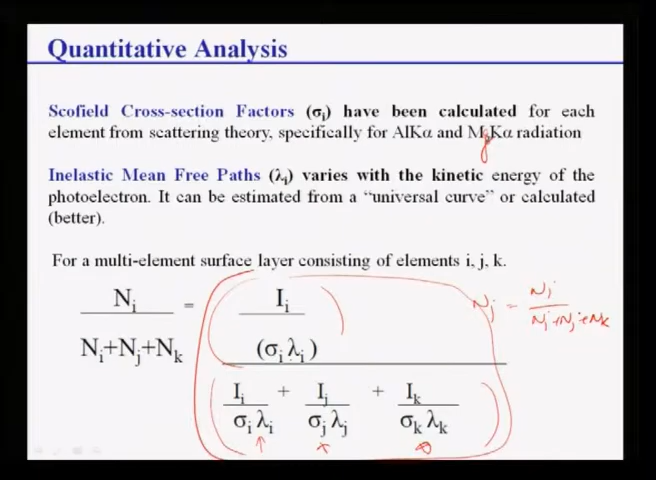 Quantitative Analysis
Scofield Cross-section Factors (σi) have been calculated for each
element from scattering theory, specifically for AlKα and MgKα radiation
Inelastic Mean Free Paths (λi) varies with the kinetic energy of the
photoelectron. It can be estimated from a “universal curve” or calculated
(better).
For a multi-element surface layer consisting of elements i, j, k.
Ni
Ni+Nj+Nk
=
Ii
(σi λi)
Ii + Ij + Ik
σi λi σj λj σk λk
Nj = Nj
Ni+Nj+Nk